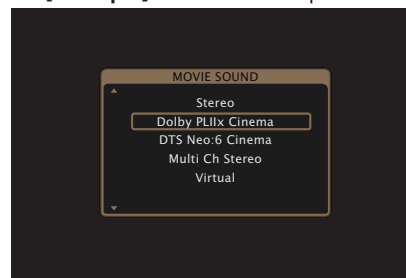 MOVIE SOUND
Stereo
Dolby PLIIx Cinema
DTS Neo:6 Cinema
Multi Ch Stereo
Virtual